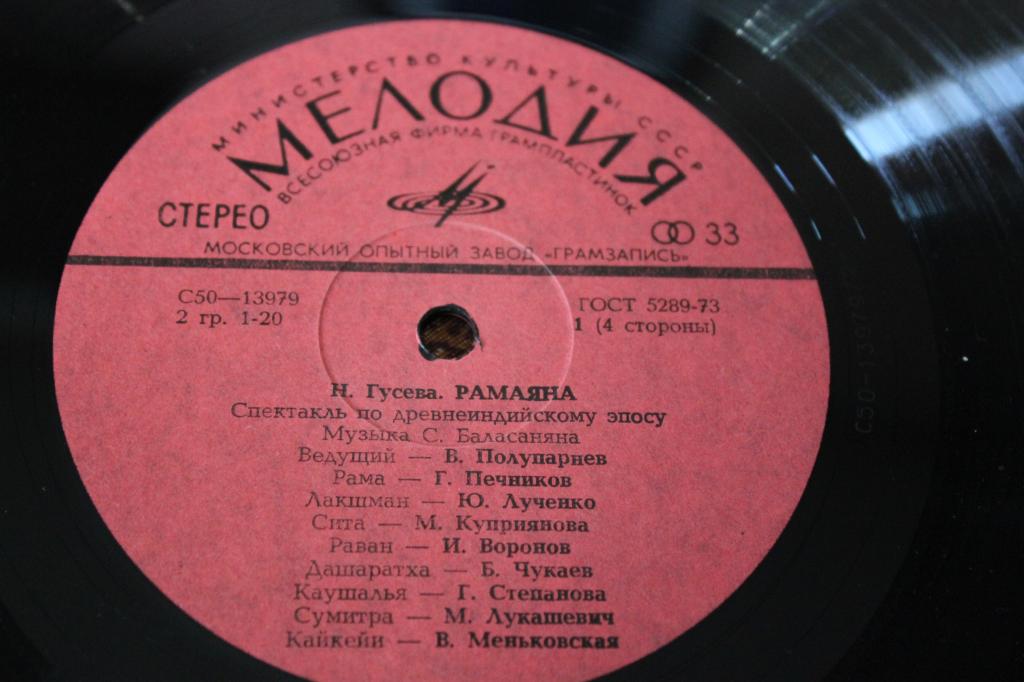 МИНИСТЕРСТВО КУЛЬТУРЫ СССР
МЕЛОДИЯ
ВСЕСОЮЗНАЯ ФИРМА ГРАМПЛАСТИНОК
СТЕРЕО
33
МОСКОВСКИЙ ОПЫТНЫЙ ЗАВОД «ГРАМЗАПИСЬ»
С50—13979
2 гр. 1-20
ГОСТ 5289-73
1 (4 стороны)
Н. Гусева. РАМАЯНА
Спектакль по древнеиндийскому эпосу
Музыка С. Баласаняна
Ведущий — В. Полупарнев
Рама — Г. Печников
Лакшман — Ю. Лученко
Сита — М. Куприянова
Раван — И. Воронов
Дашаратха — Б. Чукаев
Каушалья — Г. Степанова
Сумитра — М. Лукашевич
Кайкейи — В. Меньковская
С50-13979